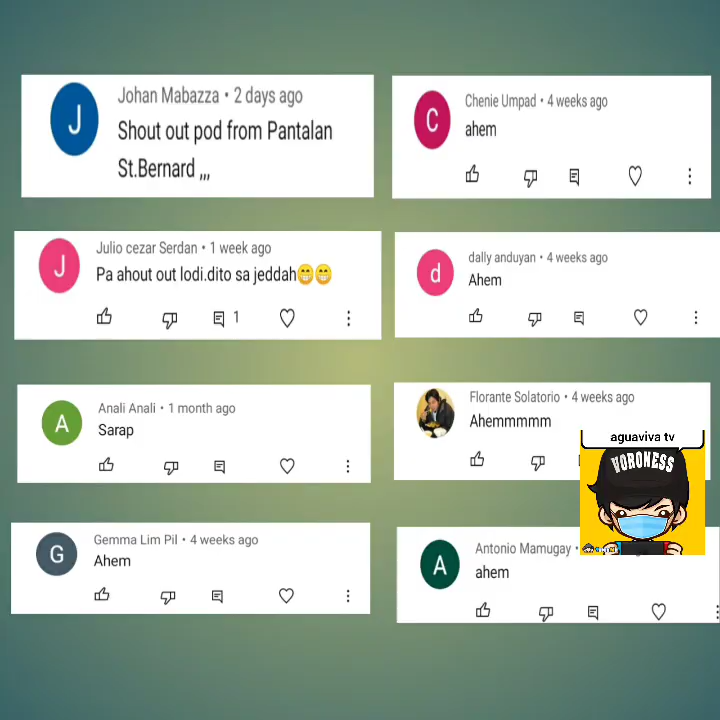 Johan Mabazza • 2 days ago
Shout out pod from Pantalan
St.Bernard ,,,
Chenie Umpad • 4 weeks ago
ahem
Julio cezar Serdan • 1 week ago
Pa ahout out lodi.dito sa jeddah😁😁
1
dally anduyan • 4 weeks ago
Ahem
Anali Anali • 1 month ago
Sarap
Florante Solatorio • 4 weeks ago
Ahemmmmm
aguaviva tv
VORONESS
Gemma Lim Pil • 4 weeks ago
Ahem
Antonio Mamugay •
ahem
J
C
J
d
A
G
A